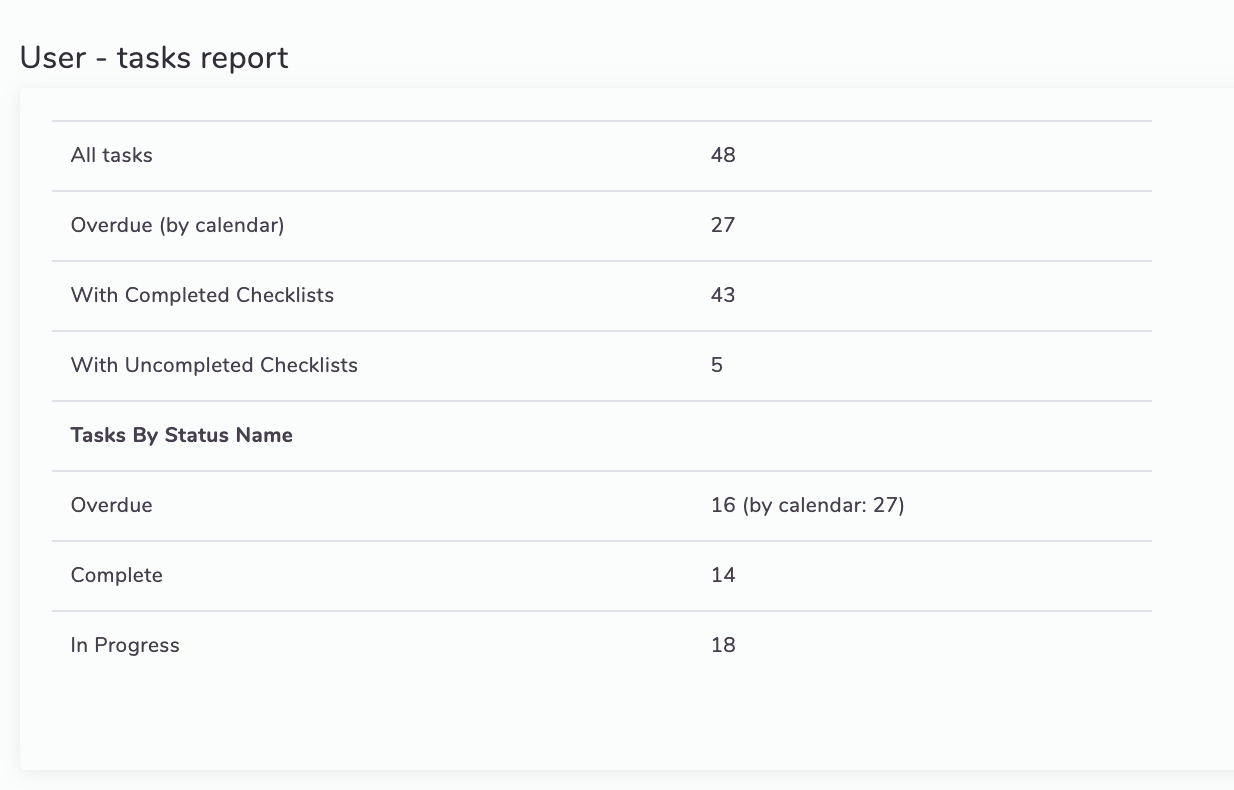 User - tasks report
All tasks 48
Overdue (by calendar) 27
With Completed Checklists 43
With Uncompleted Checklists 5
Tasks By Status Name
Overdue 16 (by calendar: 27)
Complete 14
In Progress 18